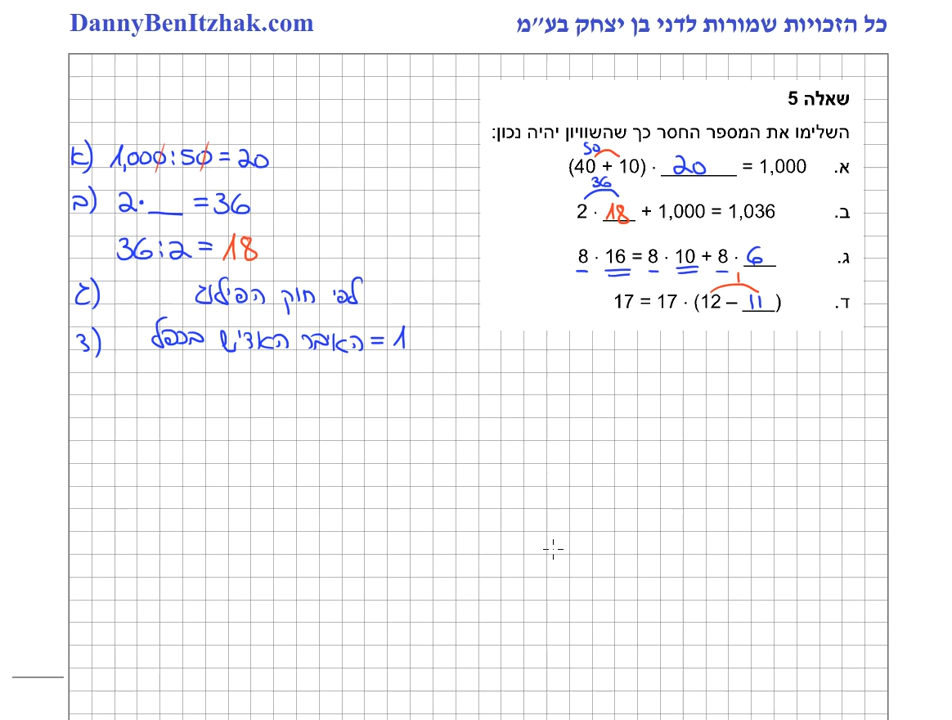 DannyBenItzhak.com
כל הזכויות שמורות לדני בן יצחק בע״מ
שאלה 5
השלימו את המספר החסר כך שהשוויון יהיה נכון:
50
א. (40 + 10) · 20 = 1,000
36
ב. 2 · 18 + 1,000 = 1,036
ג. 8 · 16 = 8 · 10 + 8 · 6
1
ד. 17 = 17 · (12 – 11)
א) 1,000 : 50 = 20
ב) 2 · __ = 36
36 : 2 = 18
ג) לפי חוק הפילוג
ד) האיבר האדיש בכפל = 1